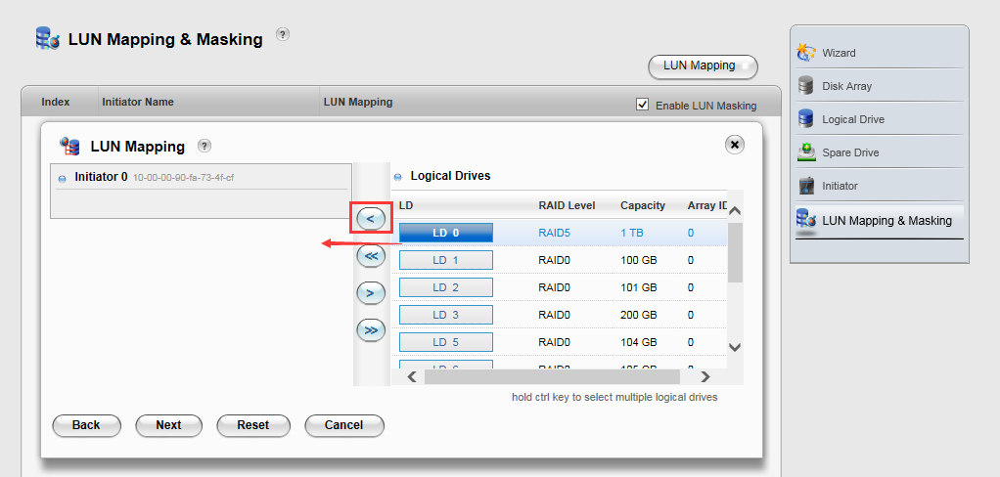 LUN Mapping & Masking ?
LUN Mapping
Index Initiator Name LUN Mapping Enable LUN Masking
LUN Mapping ?
Initiator 0 10-00-00-90-fa-73-4f-cf
Logical Drives
LD RAID Level Capacity Array ID
LD 0 RAID5 1 TB 0
LD 1 RAID0 100 GB 0
LD 2 RAID0 101 GB 0
LD 3 RAID0 200 GB 0
LD 5 RAID0 104 GB 0
<
<<
>
>>
hold ctrl key to select multiple logical drives
Back Next Reset Cancel
Wizard
Disk Array
Logical Drive
Spare Drive
Initiator
LUN Mapping & Masking